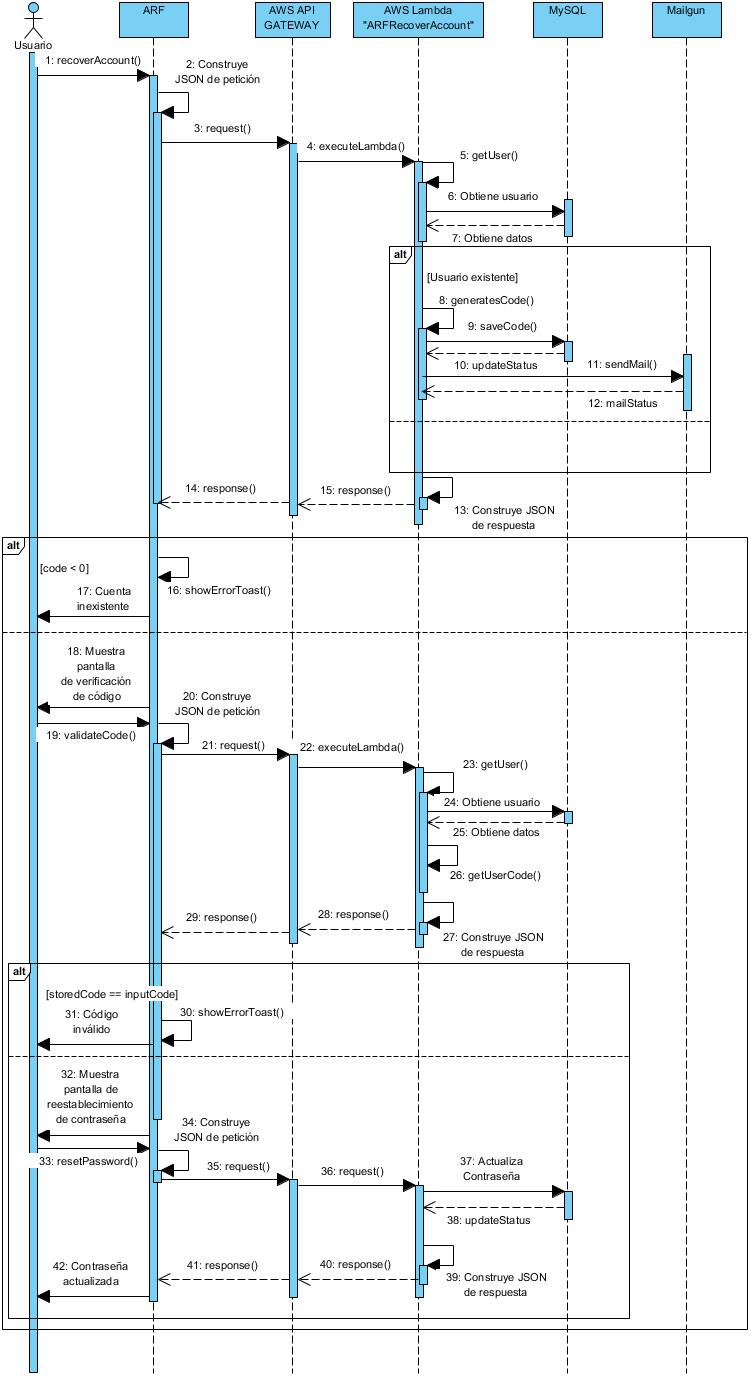 Usuario
ARF
AWS API
GATEWAY
AWS Lambda
"ARFRecoverAccount"
MySQL
Mailgun
1: recoverAccount()
2: Construye
JSON de petición
3: request()
4: executeLambda()
5: getUser()
6: Obtiene usuario
7: Obtiene datos
alt
[Usuario existente]
8: generatesCode()
9: saveCode()
10: updateStatus
11: sendMail()
12: mailStatus
14: response()
15: response()
13: Construye JSON
de respuesta
alt
[code < 0]
16: showErrorToast()
17: Cuenta
inexistente
18: Muestra
pantalla
de verificación
de código
19: validateCode()
20: Construye
JSON de petición
21: request()
22: executeLambda()
23: getUser()
24: Obtiene usuario
25: Obtiene datos
26: getUserCode()
29: response()
28: response()
27: Construye JSON
de respuesta
alt
[storedCode == inputCode]
31: Código
inválido
30: showErrorToast()
32: Muestra
pantalla de
reestablecimiento
de contraseña
33: resetPassword()
34: Construye
JSON de petición
35: request()
36: request()
37: Actualiza
Contraseña
38: updateStatus
42: Contraseña
actualizada
41: response()
40: response()
39: Construye JSON
de respuesta